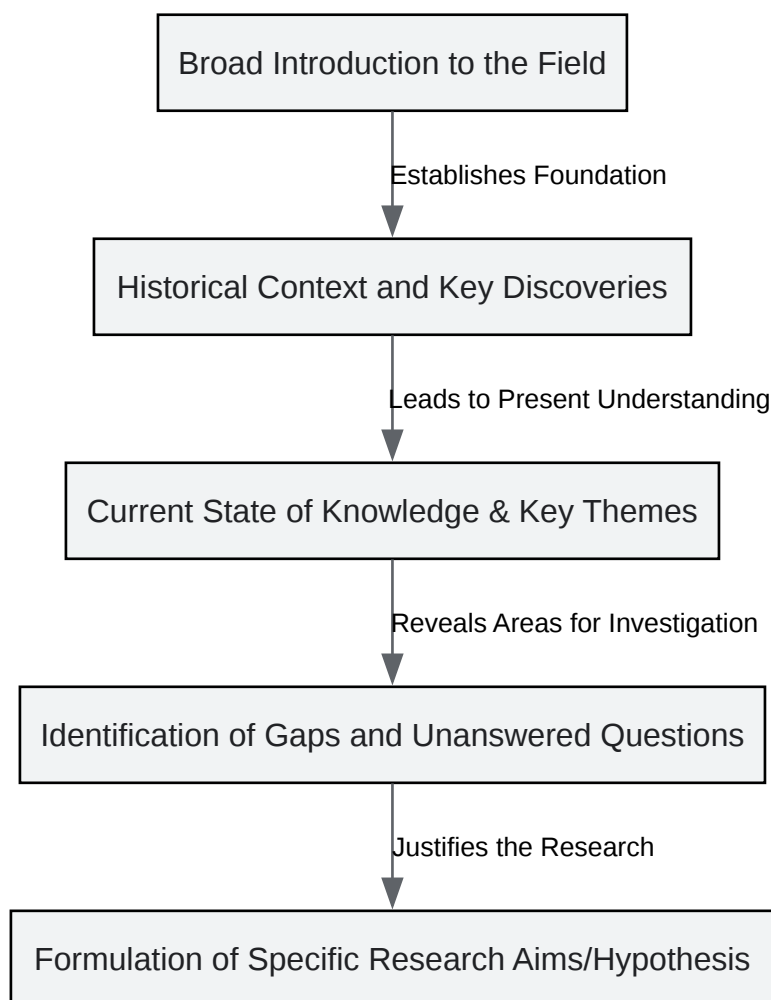 Broad Introduction to the Field
Establishes Foundation
Historical Context and Key Discoveries
Leads to Present Understanding
Current State of Knowledge & Key Themes
Reveals Areas for Investigation
Identification of Gaps and Unanswered Questions
Justifies the Research
Formulation of Specific Research Aims/Hypothesis